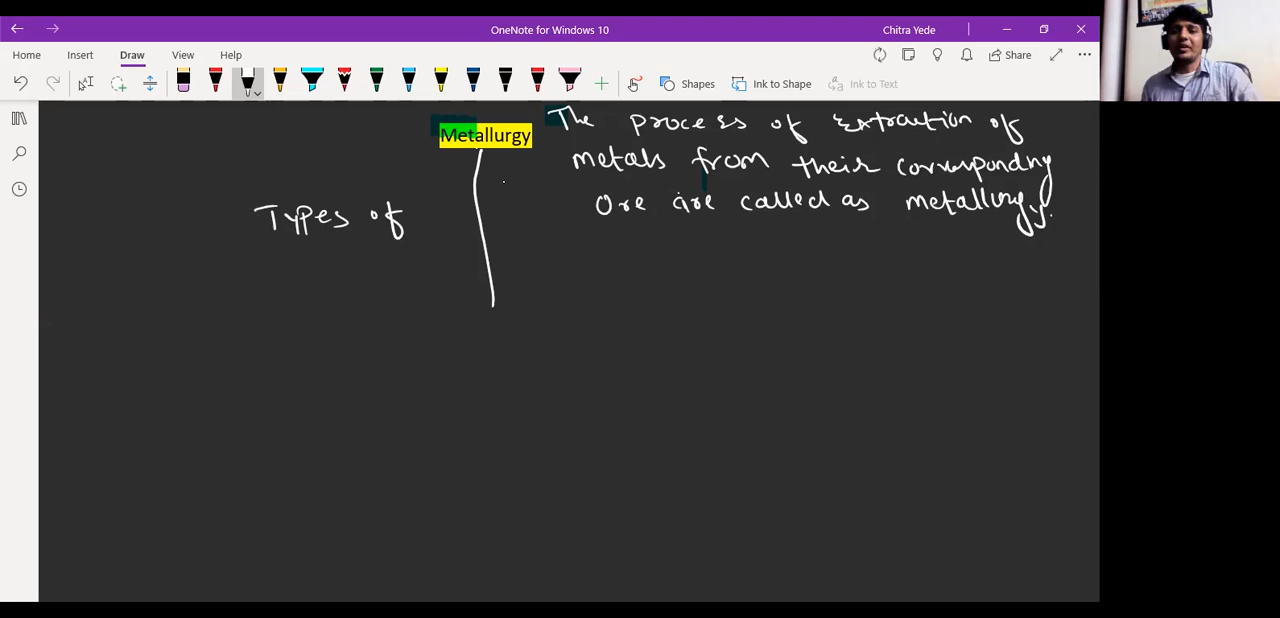 OneNote for Windows 10
Chitra Yede
Home Insert Draw View Help
Share
Shapes Ink to Shape Ink to Text
Metallurgy
The process of extraction of
metals from their corresponding
ore are called as metallurgy.
Types of